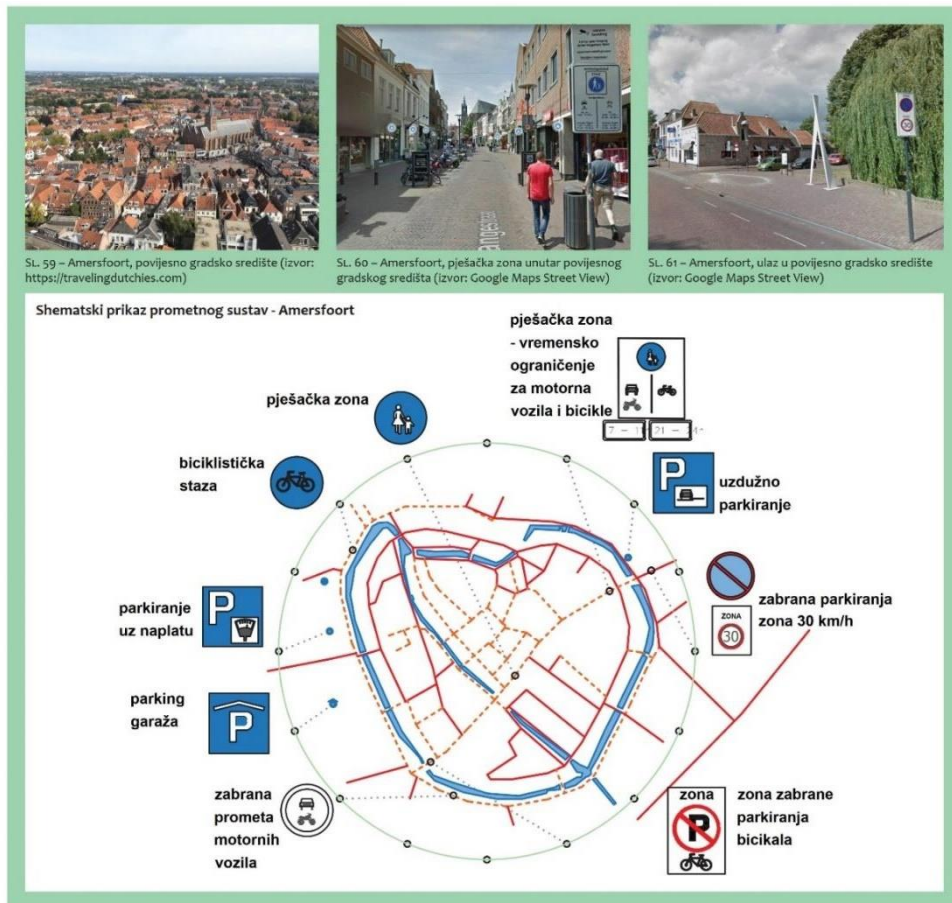 SL. 59 – Amersfoort, povijesno gradsko središte (izvor:
https://travelingdutchies.com)
SL. 60 – Amersfoort, pješačka zona unutar povijesnog
gradskog središta (izvor: Google Maps Street View)
SL. 61 – Amersfoort, ulaz u povijesno gradsko središte
(izvor: Google Maps Street View)
Shematski prikaz prometnog sustav - Amersfoort
pješačka zona
- vremensko
ograničenje
za motorna
vozila i bicikle
7 – 11
21 – 24
pješačka zona
biciklistička
staza
P
uzdužno
parkiranje
P
parkiranje
uz naplatu
zabrana parkiranja
zona 30 km/h
ZONA
30
P
parking
garaža
zabrana
prometa
motornih
vozila
zona
P
zona zabrane
parkiranja
bicikala